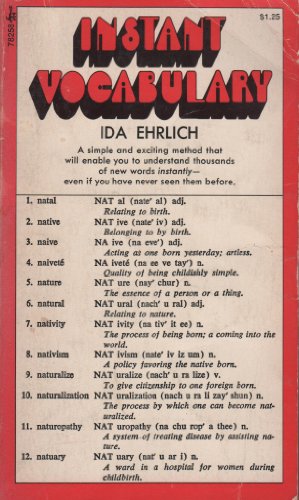 78258
$1.25
INSTANT
VOCABULARY
IDA EHRLICH
A simple and exciting method that
will enable you to understand thousands
of new words instantly—
even if you have never seen them before.
1. natal NAT al (nate' al) adj.
Relating to birth.
2. native NAT ive (nate' iv) adj.
Belonging to by birth.
3. naive NA ive (na eve') adj.
Acting as one born yesterday; artless.
4. naiveté NA iveté (na ee ve tay') n.
Quality of being childishly simple.
5. nature NAT ure (nay' chur) n.
The essence of a person or a thing.
6. natural NAT ural (nach' u ral) adj.
Relating to nature.
7. nativity NAT ivity (na tiv' it ee) n.
The process of being born; a coming into
the world.
8. nativism NAT ivism (nate' iv iz um) n.
A policy favoring the native born.
9. naturalize NAT uralize (nach' u ra lize) v.
To give citizenship to one foreign born.
10. naturalization NAT uralization (nach u ra li zay' shun) n.
The process by which one can become nat-
uralized.
11. naturopathy NAT uropathy (na chu rop' a thee) n.
A system of treating disease by assisting na-
ture.
12. natuary NAT uary (nat' u ar i) n.
A ward in a hospital for women during
childbirth.